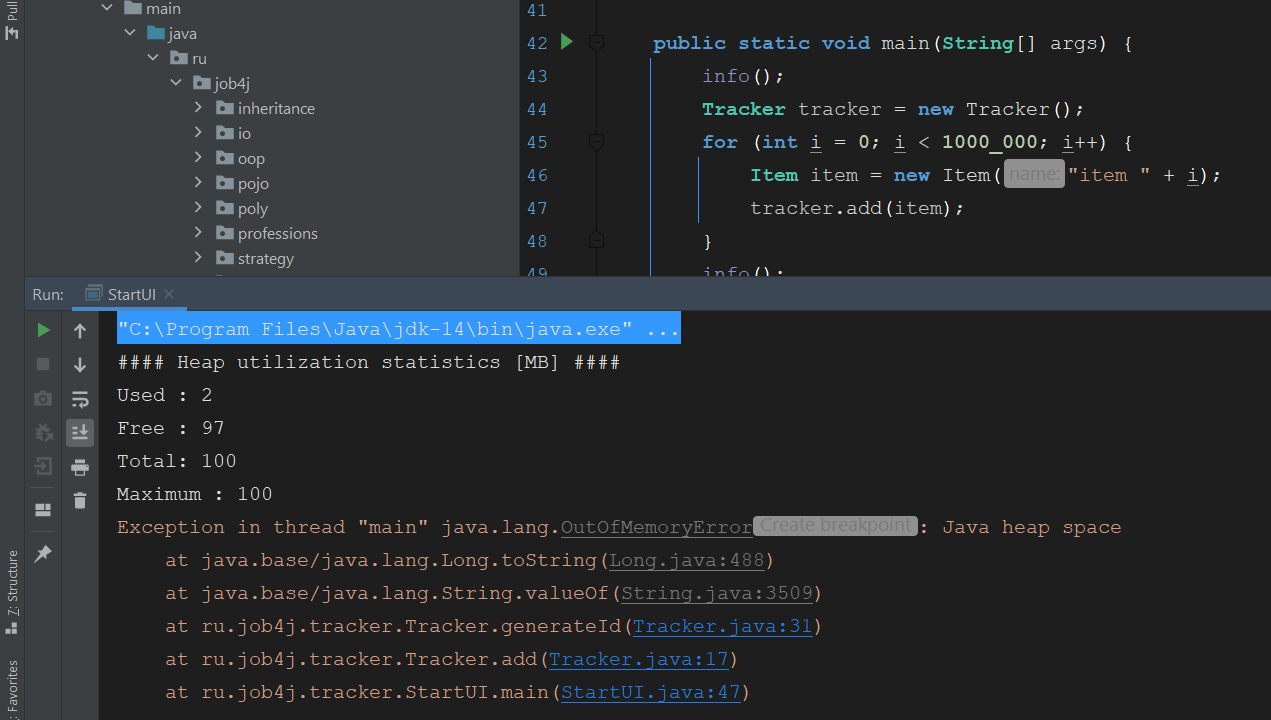 Pull
main
java
ru
job4j
inheritance
io
oop
pojo
poly
professions
strategy
41
42 public static void main(String[] args) {
43 info();
44 Tracker tracker = new Tracker();
45 for (int i = 0; i < 1000_000; i++) {
46 Item item = new Item( name: "item " + i);
47 tracker.add(item);
48 }
49 info();
Run: StartUI ×
"C:\Program Files\Java\jdk-14\bin\java.exe" ...
#### Heap utilization statistics [MB] ####
Used : 2
Free : 97
Total: 100
Maximum : 100
Exception in thread "main" java.lang.OutOfMemoryError Create breakpoint : Java heap space
at java.base/java.lang.Long.toString(Long.java:488)
at java.base/java.lang.String.valueOf(String.java:3509)
at ru.job4j.tracker.Tracker.generateId(Tracker.java:31)
at ru.job4j.tracker.Tracker.add(Tracker.java:17)
at ru.job4j.tracker.StartUI.main(StartUI.java:47)
7: Structure
: Favorites